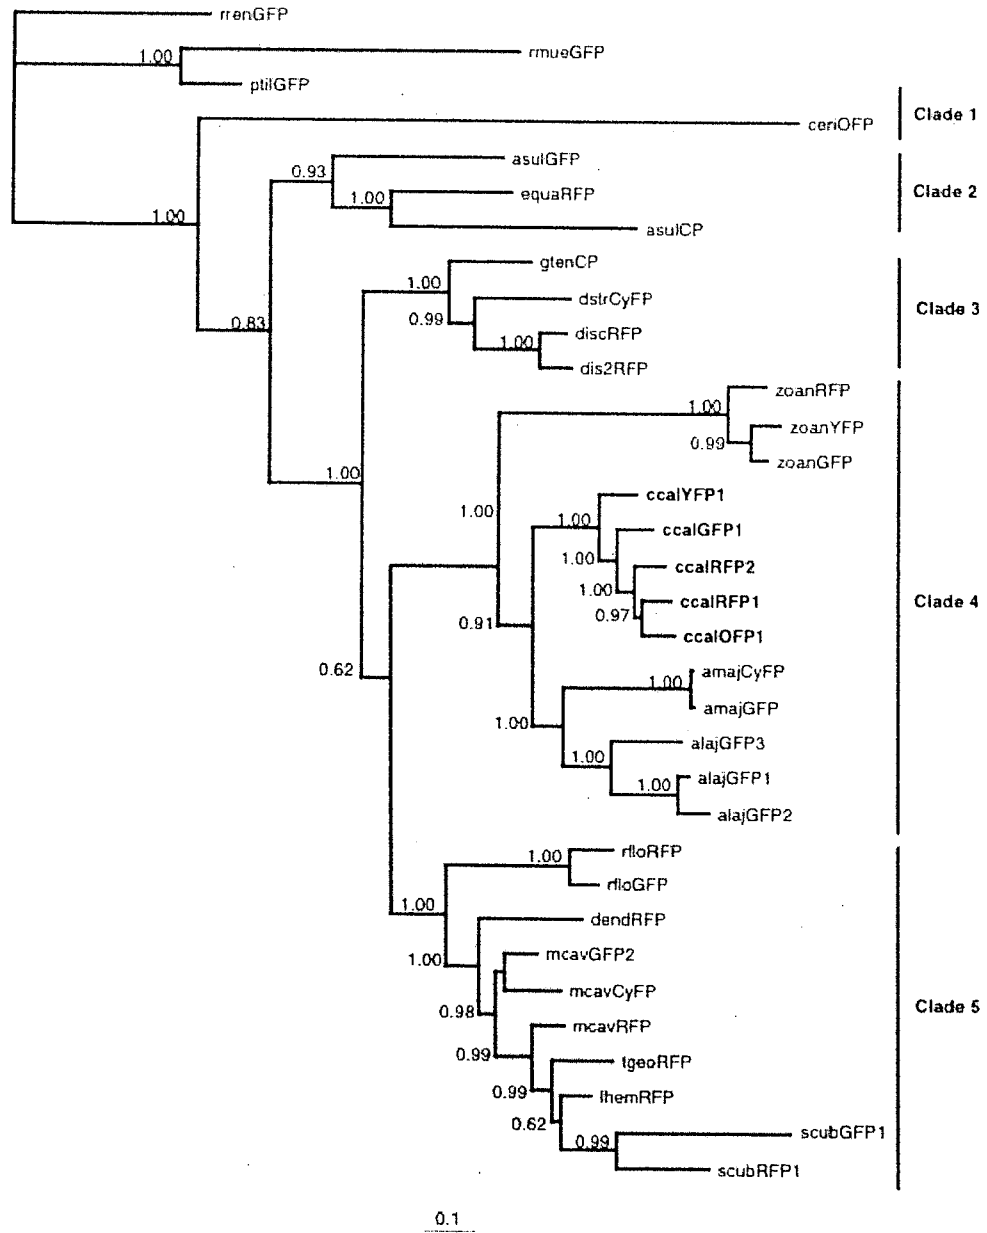 rrenGFP
1.00
rmueGFP
ptilGFP
ceriOFP
Clade 1
asulGFP
0.93
equaRFP
Clade 2
1.00
1.00
asulCP
gtenCP
1.00
dstrCyFP
Clade 3
0.99
0.83
discRFP
1.00
dis2RFP
zoanRFP
1.00
zoanYFP
0.99
zoanGFP
1.00
ccalYFP1
1.00
1.00
ccalGFP1
1.00
ccalRFP2
1.00
ccalRFP1
Clade 4
0.97
0.91
ccalOFP1
0.62
amajCyFP
1.00
amajGFP
1.00
alajGFP3
1.00
alajGFP1
1.00
alajGFP2
rfloRFP
1.00
rfloGFP
1.00
dendRFP
mcavGFP2
1.00
mcavCyFP
0.98
Clade 5
mcavRFP
0.99
tgeoRFP
0.99
lhemRFP
0.62
scubGFP1
0.99
scubRFP1
0.1